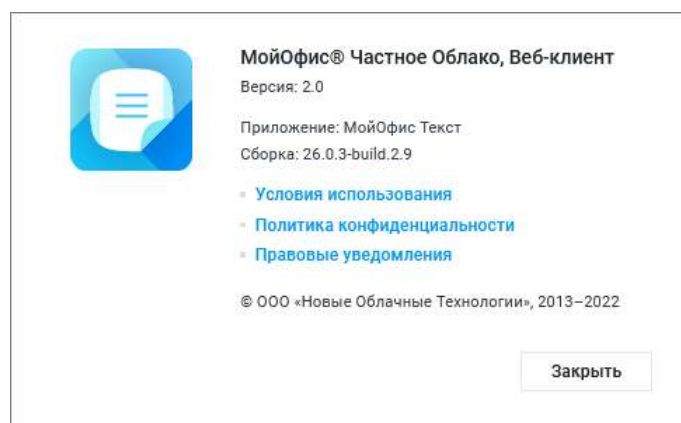 МойОфис® Частное Облако, Веб-клиент
Версия: 2.0
Приложение: МойОфис Текст
Сборка: 26.0.3-build.2.9
Условия использования
Политика конфиденциальности
Правовые уведомления
© ООО «Новые Облачные Технологии», 2013–2022
Закрыть